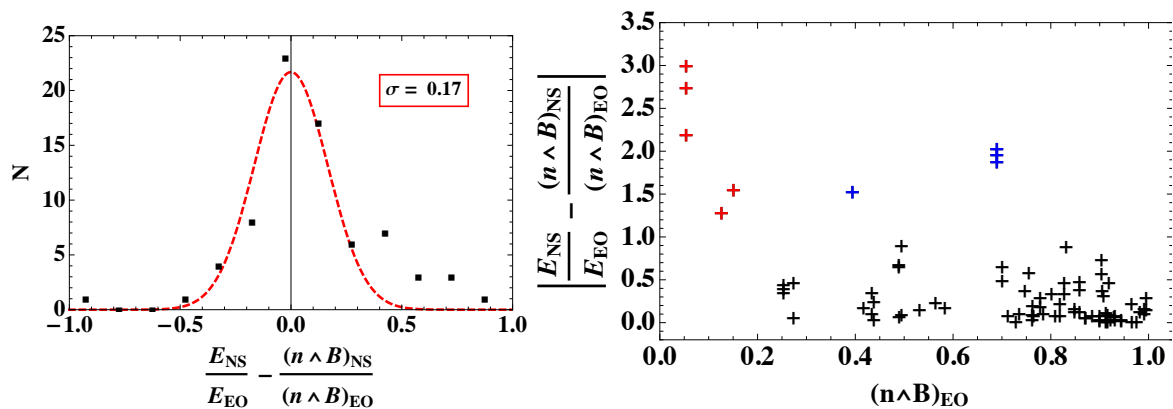 25
20
15
10
5
0
N
σ = 0.17
−1.0 −0.5 0.0 0.5 1.0
E_NS/E_EO − (n ∧ B)_NS/(n ∧ B)_EO
3.5
3.0
2.5
2.0
1.5
1.0
0.5
0.0
|E_NS/E_EO − (n ∧ B)_NS/(n ∧ B)_EO|
0.0 0.2 0.4 0.6 0.8 1.0
(n∧B)_EO